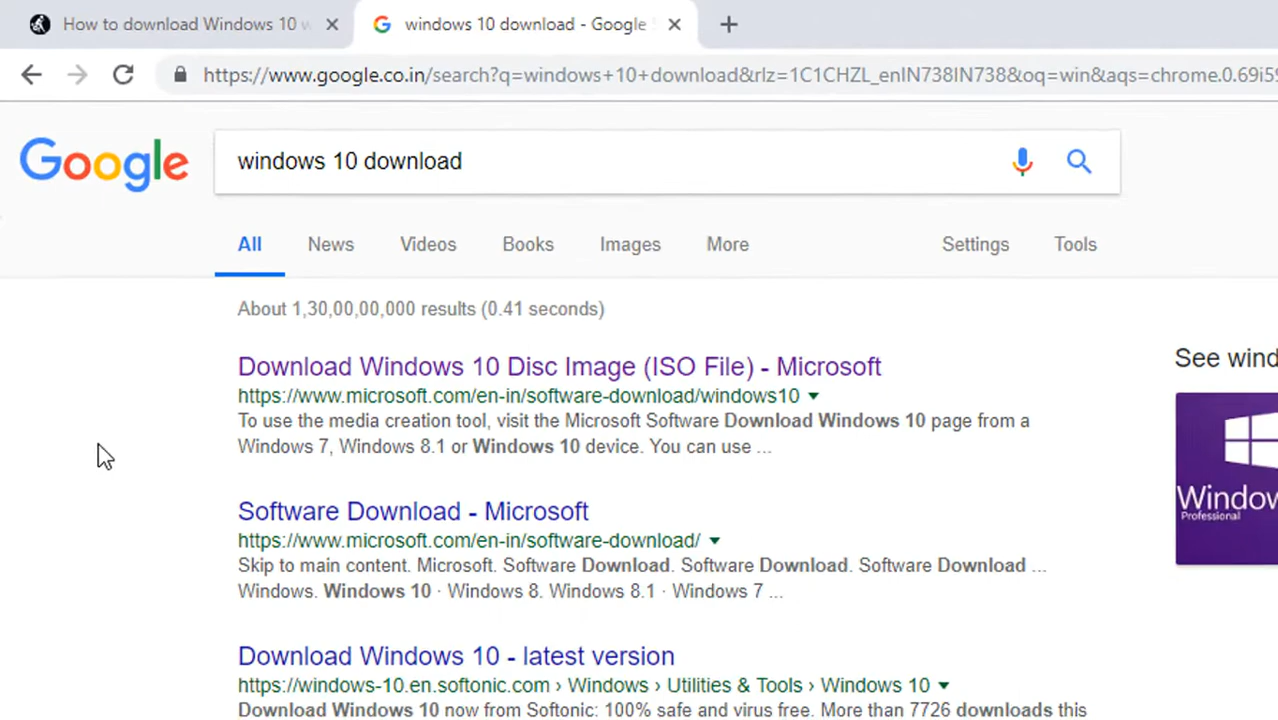 How to download Windows 10 w
windows 10 download - Google
https://www.google.co.in/search?q=windows+10+download&rlz=1C1CHZL_enIN738IN738&oq=win&aqs=chrome.0.69i59
Google
windows 10 download
All News Videos Books Images More Settings Tools
About 1,30,00,00,000 results (0.41 seconds)
Download Windows 10 Disc Image (ISO File) - Microsoft
https://www.microsoft.com/en-in/software-download/windows10
To use the media creation tool, visit the Microsoft Software Download Windows 10 page from a
Windows 7, Windows 8.1 or Windows 10 device. You can use ...
See wind
Windows
Professional
Software Download - Microsoft
https://www.microsoft.com/en-in/software-download/
Skip to main content. Microsoft. Software Download. Software Download. Software Download ...
Windows. Windows 10 · Windows 8. Windows 8.1 · Windows 7 ...
Download Windows 10 - latest version
https://windows-10.en.softonic.com › Windows › Utilities & Tools › Windows 10
Download Windows 10 now from Softonic: 100% safe and virus free. More than 7726 downloads this